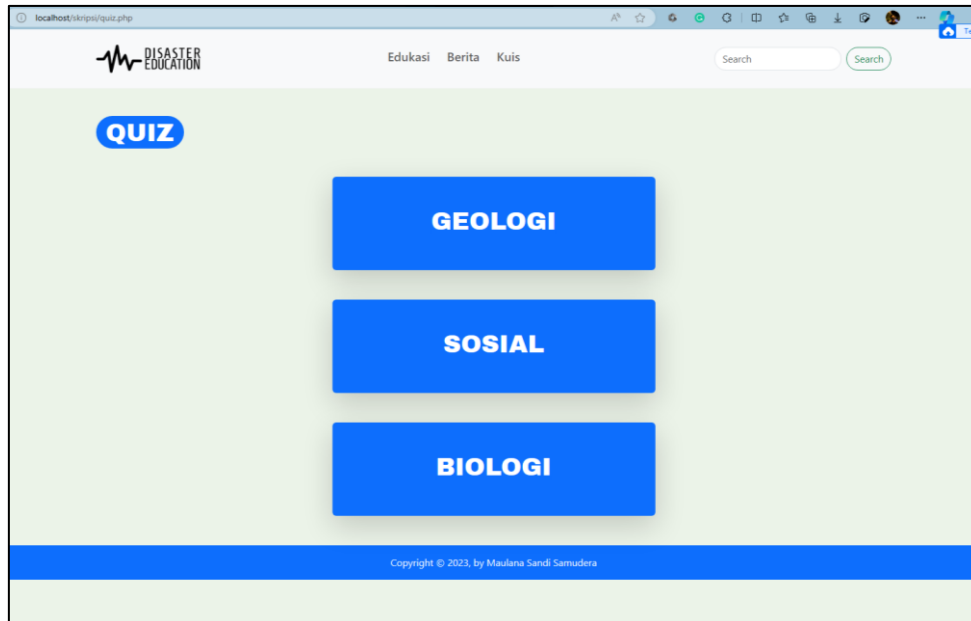 localhost/skripsi/quiz.php
DISASTER
EDUCATION
Edukasi Berita Kuis
Search
Search
QUIZ
GEOLOGI
SOSIAL
BIOLOGI
Copyright © 2023, by Maulana Sandi Samudera